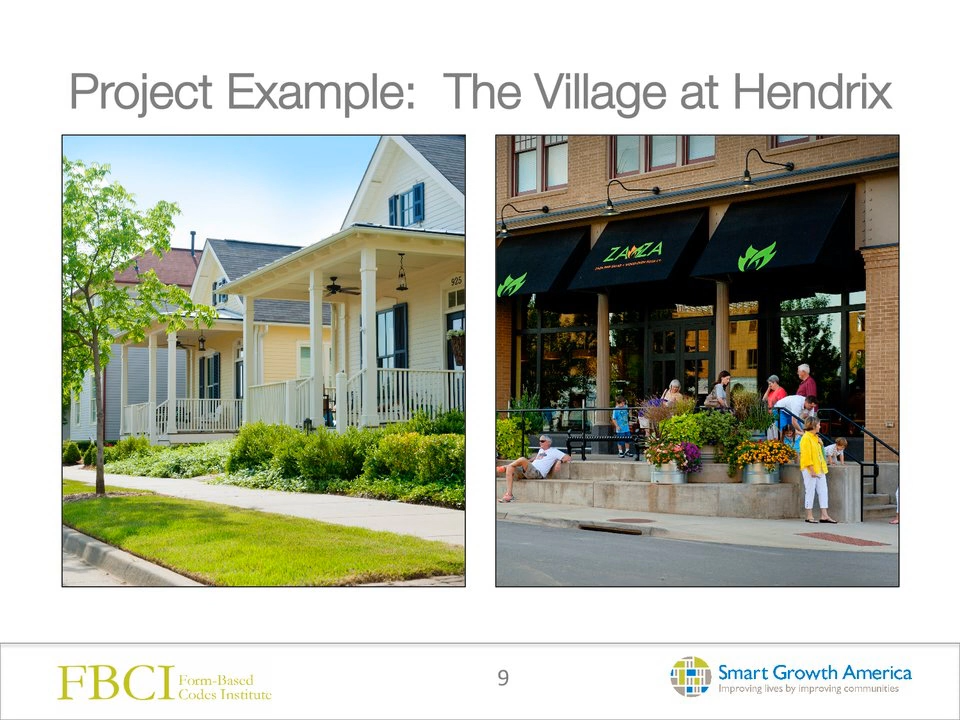 Project Example: The Village at Hendrix
925
ZAZA
FBCI Form-Based
Codes Institute
9
Smart Growth America
Improving lives by improving communities